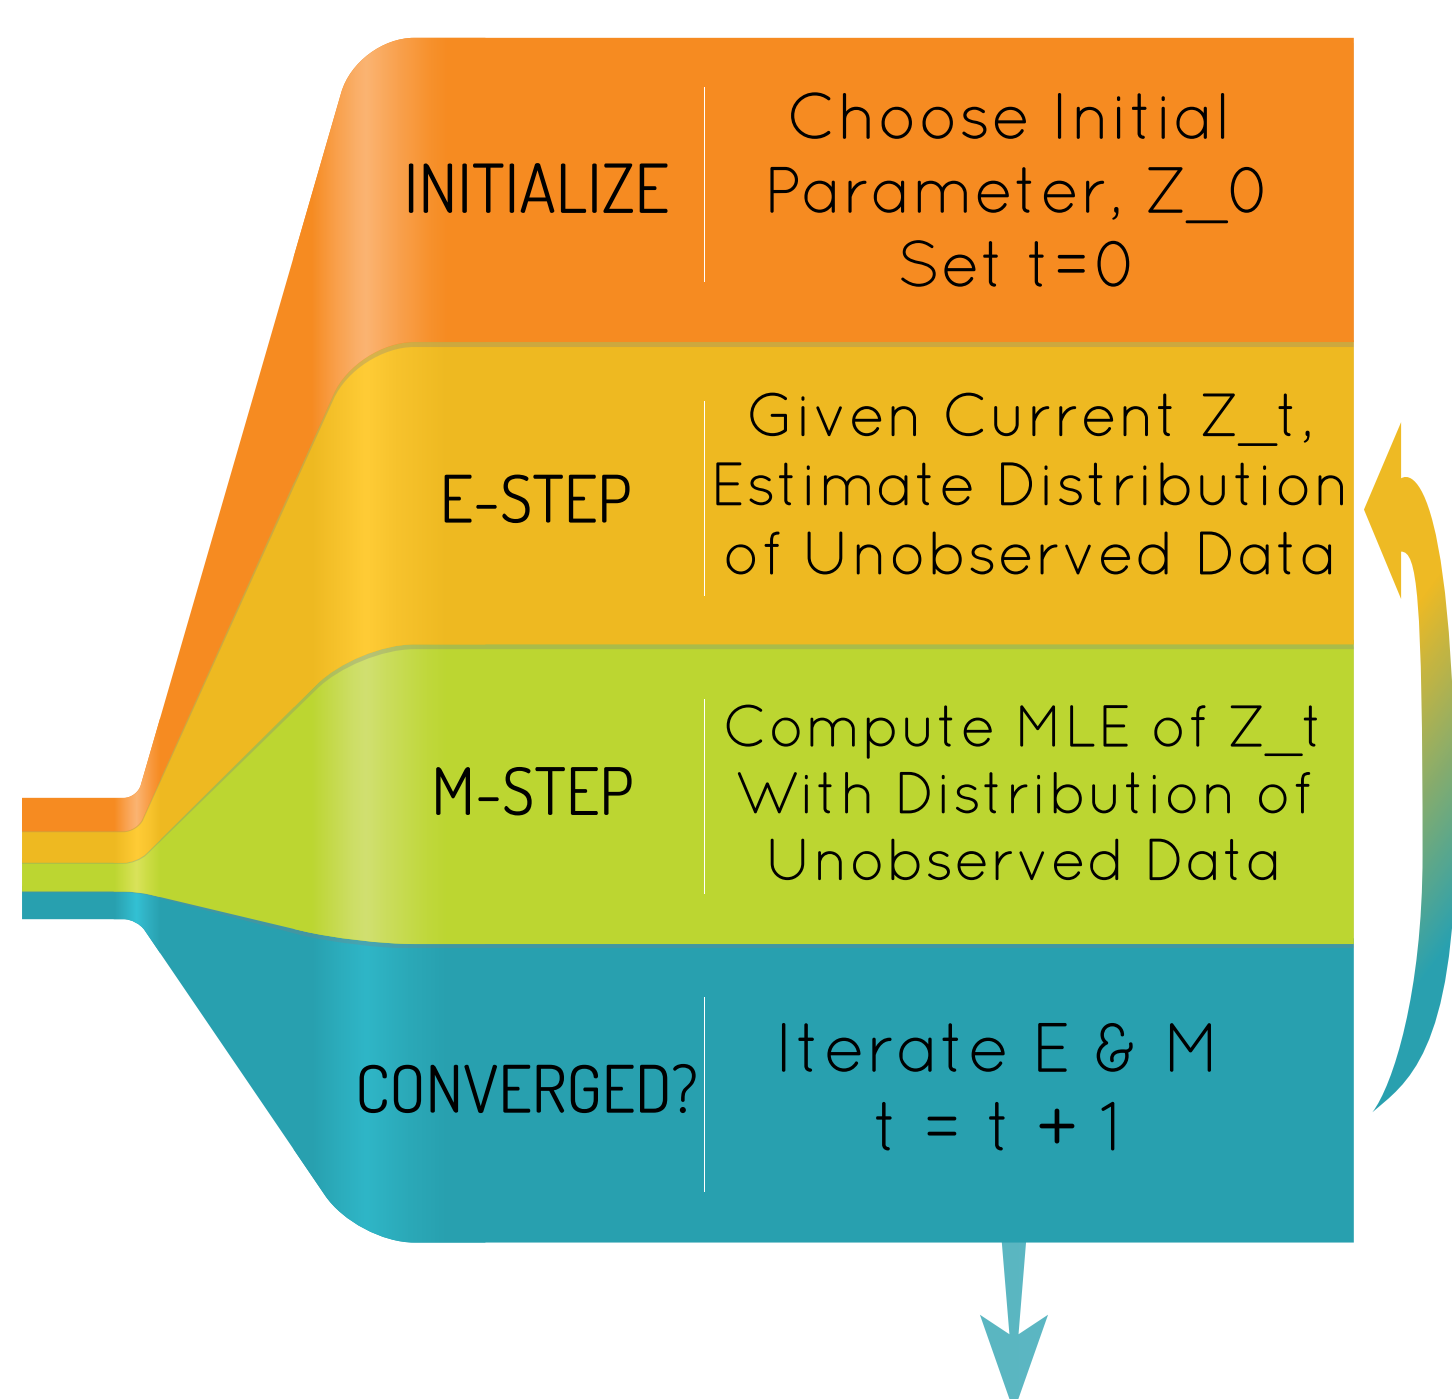 INITIALIZE
Choose Initial
Parameter, Z_0
Set t=0
E-STEP
Given Current Z_t,
Estimate Distribution
of Unobserved Data
M-STEP
Compute MLE of Z_t
With Distribution of
Unobserved Data
CONVERGED?
Iterate E & M
t = t + 1